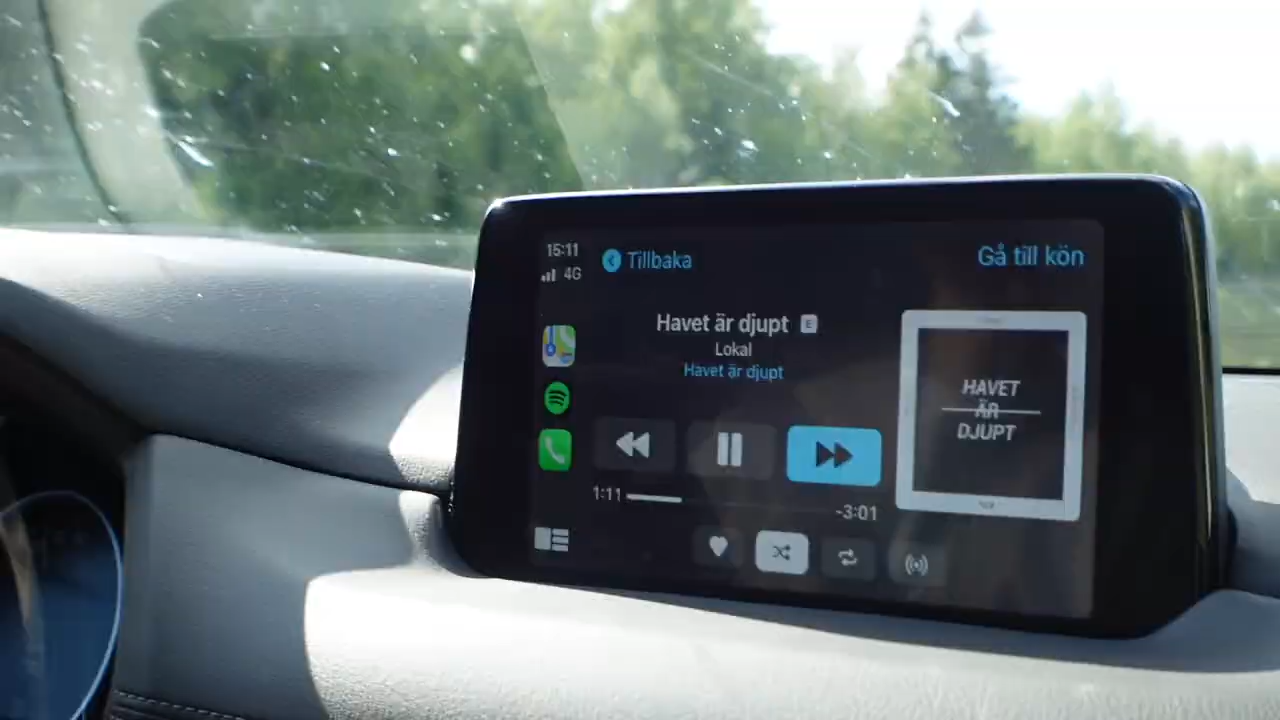 15:11
4G
Tillbaka
Gå till kön
Havet är djupt E
Lokal
Havet är djupt
1:11
-3:01
HAVET
ÄR
DJUPT